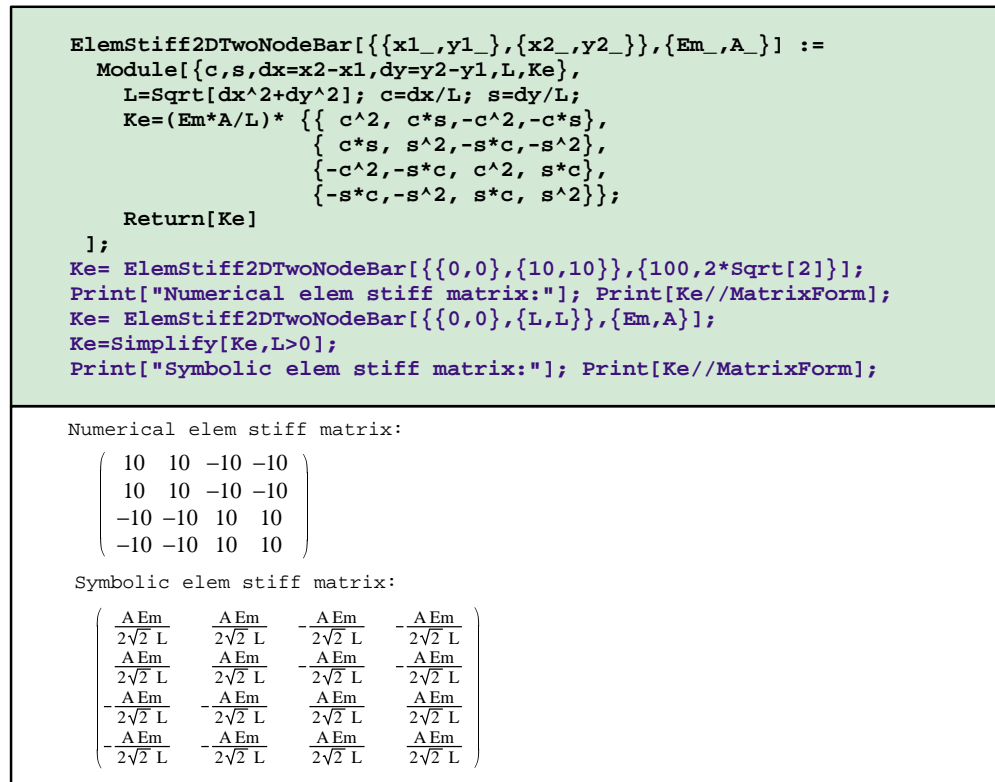 ElemStiff2DTwoNodeBar[{{x1_,y1_},{x2_,y2_}},{Em_,A_}] :=
Module[{c,s,dx=x2-x1,dy=y2-y1,L,Ke},
L=Sqrt[dx^2+dy^2]; c=dx/L; s=dy/L;
Ke=(Em*A/L)* {{ c^2, c*s,-c^2,-c*s},
{ c*s, s^2,-s*c,-s^2},
{-c^2,-s*c, c^2, s*c},
{-s*c,-s^2, s*c, s^2}};
Return[Ke]
];
Ke= ElemStiff2DTwoNodeBar[{{0,0},{10,10}},{100,2*Sqrt[2]}];
Print["Numerical elem stiff matrix:"]; Print[Ke//MatrixForm];
Ke= ElemStiff2DTwoNodeBar[{{0,0},{L,L}},{Em,A}];
Ke=Simplify[Ke,L>0];
Print["Symbolic elem stiff matrix:"]; Print[Ke//MatrixForm];
Numerical elem stiff matrix:
10 10 −10 −10
10 10 −10 −10
−10 −10 10 10
−10 −10 10 10
Symbolic elem stiff matrix:
A Em A Em - A Em - A Em
2√2 L 2√2 L 2√2 L 2√2 L
A Em A Em - A Em - A Em
2√2 L 2√2 L 2√2 L 2√2 L
- A Em - A Em A Em A Em
2√2 L 2√2 L 2√2 L 2√2 L
- A Em - A Em A Em A Em
2√2 L 2√2 L 2√2 L 2√2 L